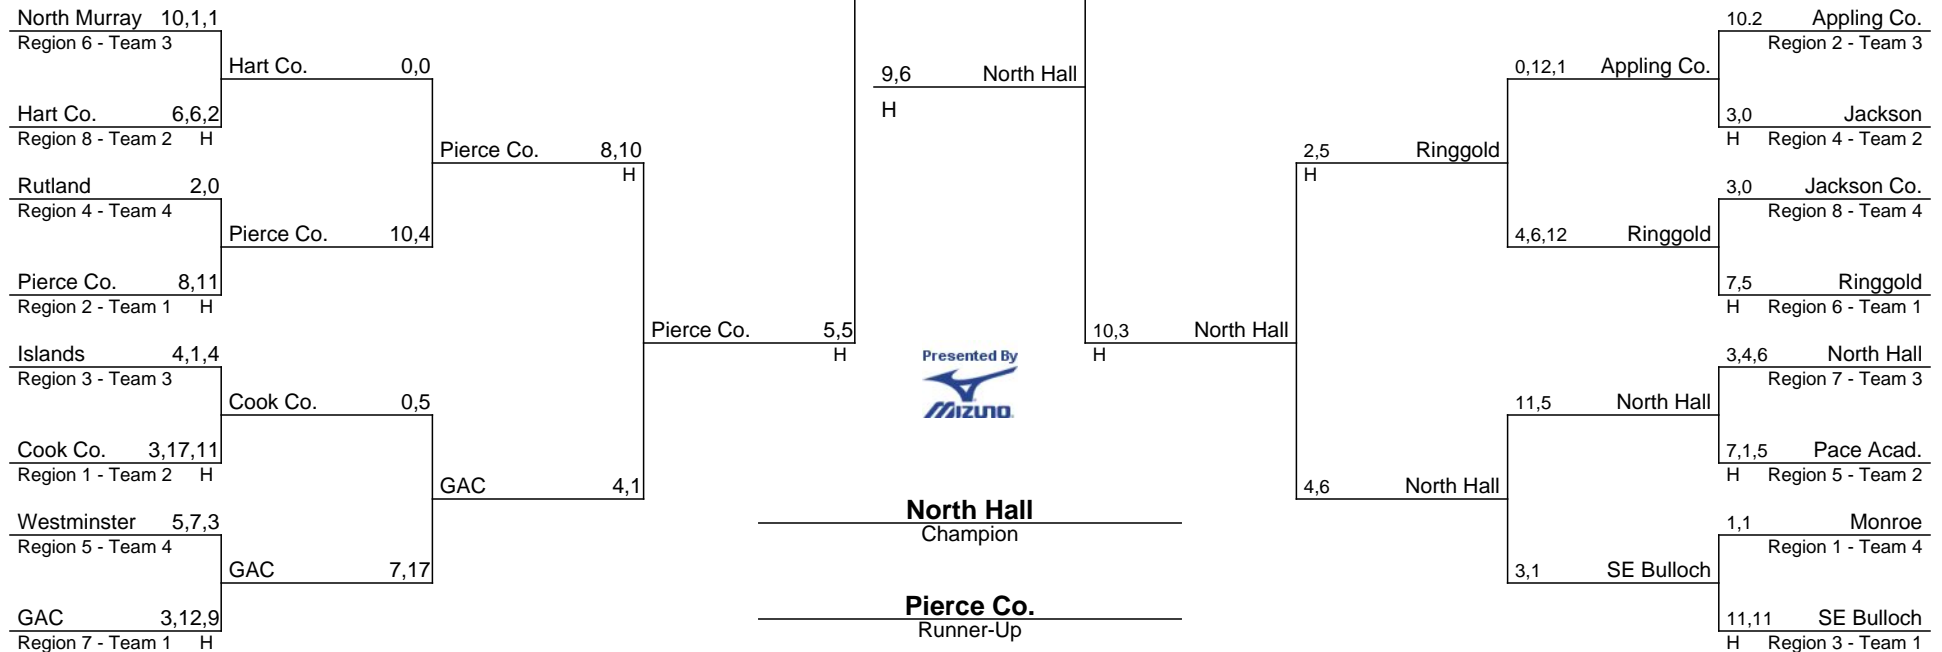 North Murray 10,1,1
Region 6 - Team 3
Hart Co. 0,0
Hart Co. 6,6,2
Region 8 - Team 2 H
Pierce Co. 8,10
H
Rutland 2,0
Region 4 - Team 4
Pierce Co. 10,4
Pierce Co. 8,11
Region 2 - Team 1 H
Pierce Co. 5,5
H
Islands 4,1,4
Region 3 - Team 3
Cook Co. 0,5
Cook Co. 3,17,11
Region 1 - Team 2 H
GAC 4,1
Westminster 5,7,3
Region 5 - Team 4
GAC 7,17
GAC 3,12,9
Region 7 - Team 1 H
9,6 North Hall
H
Presented By
MIZUNO
North Hall
Champion
Pierce Co.
Runner-Up
10,3 North Hall
H
2,5 Ringgold
H
4,6 North Hall
0,12,1 Appling Co.
4,6,12 Ringgold
11,5 North Hall
3,1 SE Bulloch
10.2 Appling Co.
Region 2 - Team 3
3,0 Jackson
H Region 4 - Team 2
3,0 Jackson Co.
Region 8 - Team 4
7,5 Ringgold
H Region 6 - Team 1
3,4,6 North Hall
Region 7 - Team 3
7,1,5 Pace Acad.
H Region 5 - Team 2
1,1 Monroe
Region 1 - Team 4
11,11 SE Bulloch
H Region 3 - Team 1